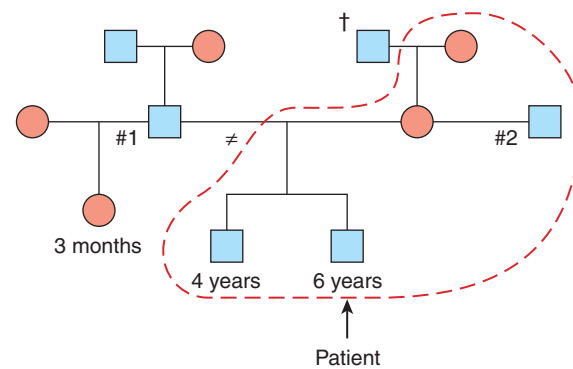 †
#1
≠
#2
3 months
4 years
6 years
Patient